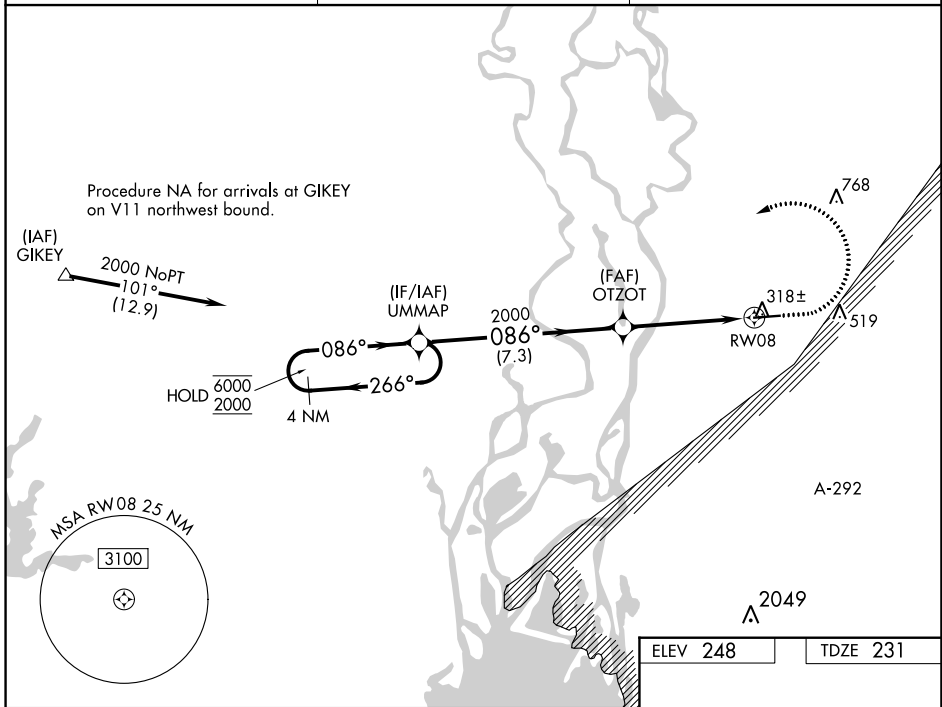 Procedure NA for arrivals at GIKEY
on V11 northwest bound.
768
(IAF)
GIKEY
2000 NoPT
101°
(12.9)
(IF/IAF)
UMMAP
(FAF)
OTZOT
2000
086°
(7.3)
318±
RW08
519
086°
266°
HOLD
6000
2000
4 NM
A-292
MSA RW08 25 NM
3100
2049
ELEV 248
TDZE 231